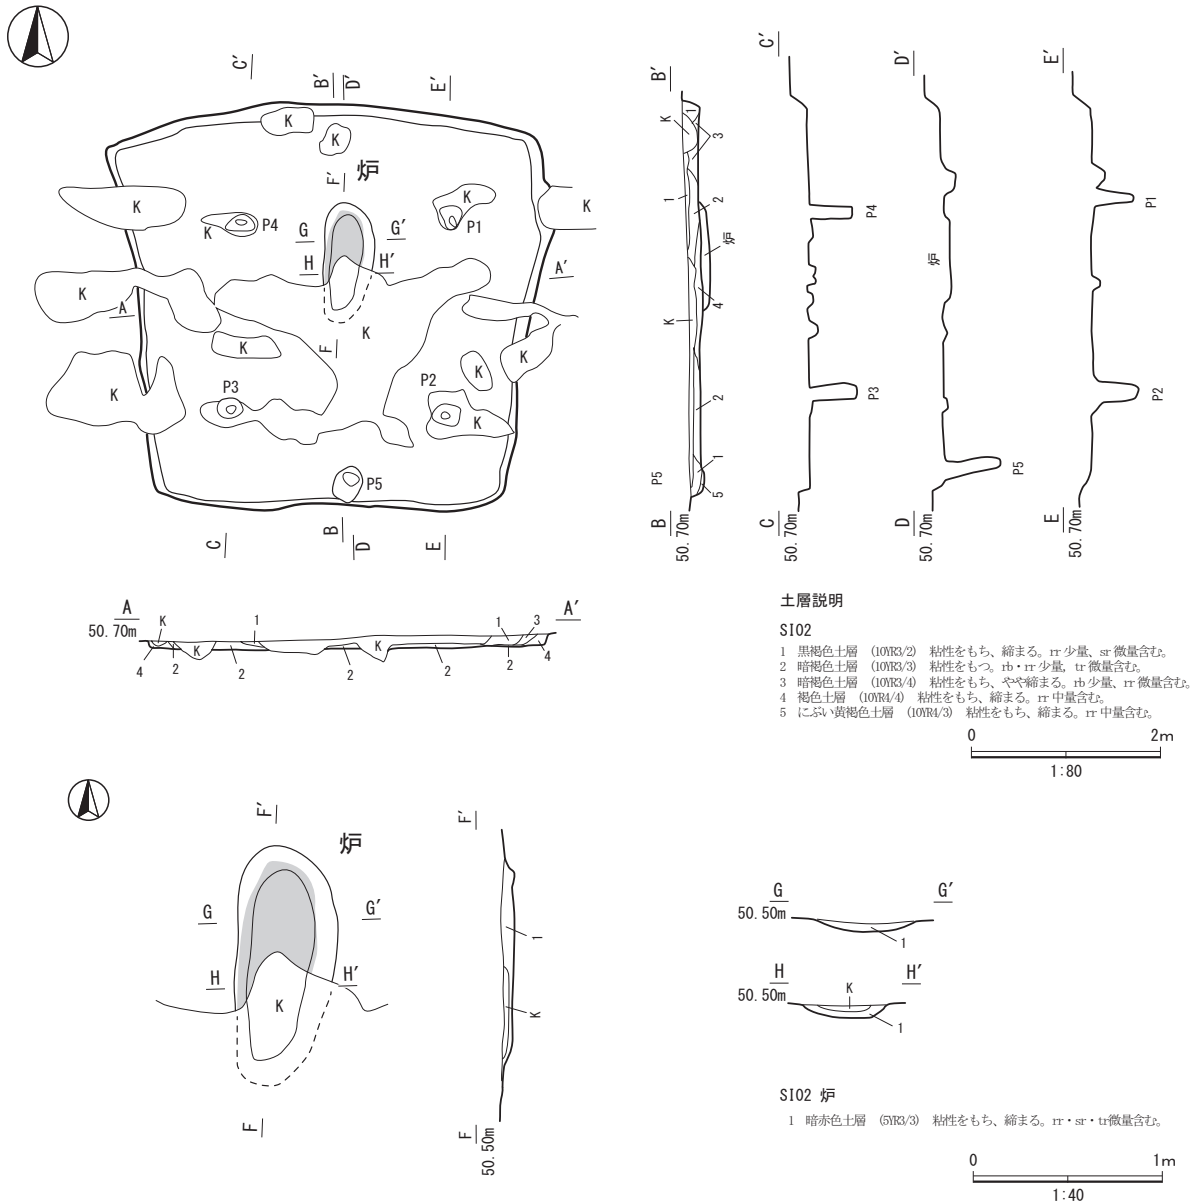 C′
B′
D′
E′
K
K
炉
F′
K
K
K
K
P4
G
G′
P1
H
H′
A′
K
A
K
K
F
K
K
K
P3
P2
K
P5
B
C
D
E
B′
K
1
3
1
2
炉
K
4
2
1
P5
5
B
50.70m
C′
P4
P3
C
50.70m
D′
炉
P5
D
50.70m
E′
P1
P2
E
50.70m
A
50.70m
K
1
K
1
3
A′
K
4
2
2
2
2
2
4
土層説明
SI02
1 黒褐色土層 (10YR3/2) 粘性をもち、締まる。rr 少量、sr 微量含む。
2 暗褐色土層 (10YR3/3) 粘性をもつ。rb・rr 少量, tr 微量含む。
3 暗褐色土層 (10YR3/4) 粘性をもち、やや締まる。rb 少量、rr 微量含む。
4 褐色土層 (10YR4/4) 粘性をもち、締まる。rr 中量含む。
5 にぶい黄褐色土層 (10YR4/3) 粘性をもち、締まる。rr 中量含む。
0 2m
1:80
F′
炉
G
G′
H
H′
K
F
F′
1
K
F
50.50m
G
G′
50.50m
1
H
H′
50.50m
K
1
SI02 炉
1 暗赤色土層 (5YR3/3) 粘性をもち、締まる。rr・sr・tr微量含む。
0 1m
1:40